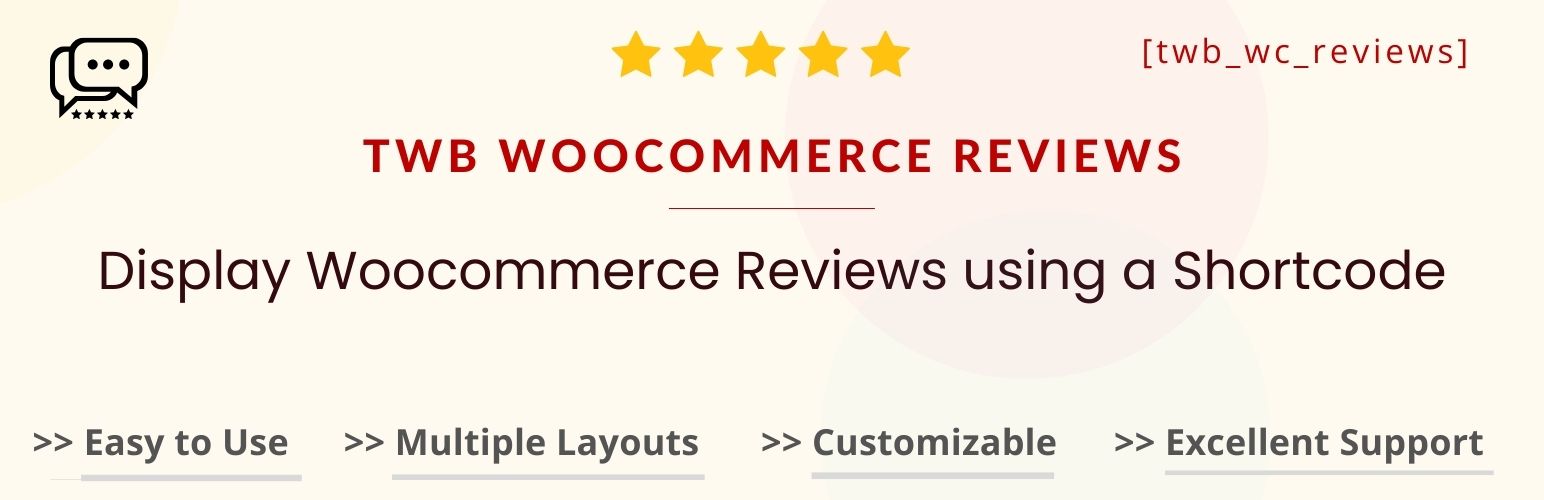 [twb_wc_reviews]
TWB WOOCOMMERCE REVIEWS
Display Woocommerce Reviews using a Shortcode
>> Easy to Use >> Multiple Layouts >> Customizable >> Excellent Support